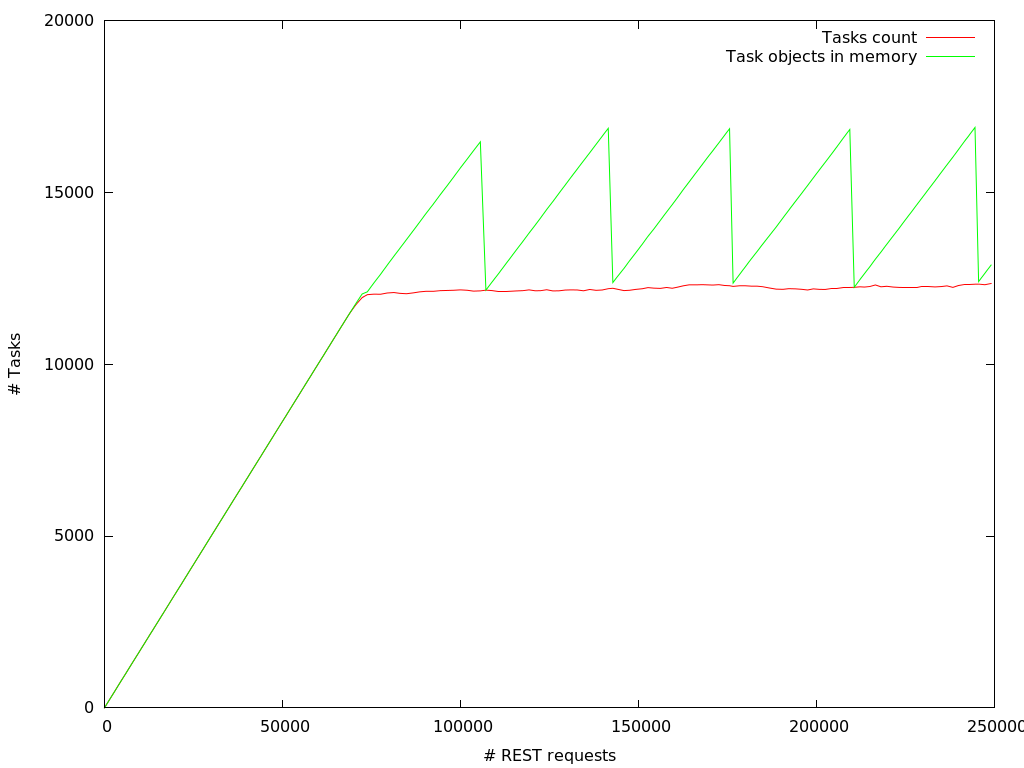 20000
15000
10000
5000
0
# Tasks
Tasks count
Task objects in memory
0 50000 100000 150000 200000 250000
# REST requests